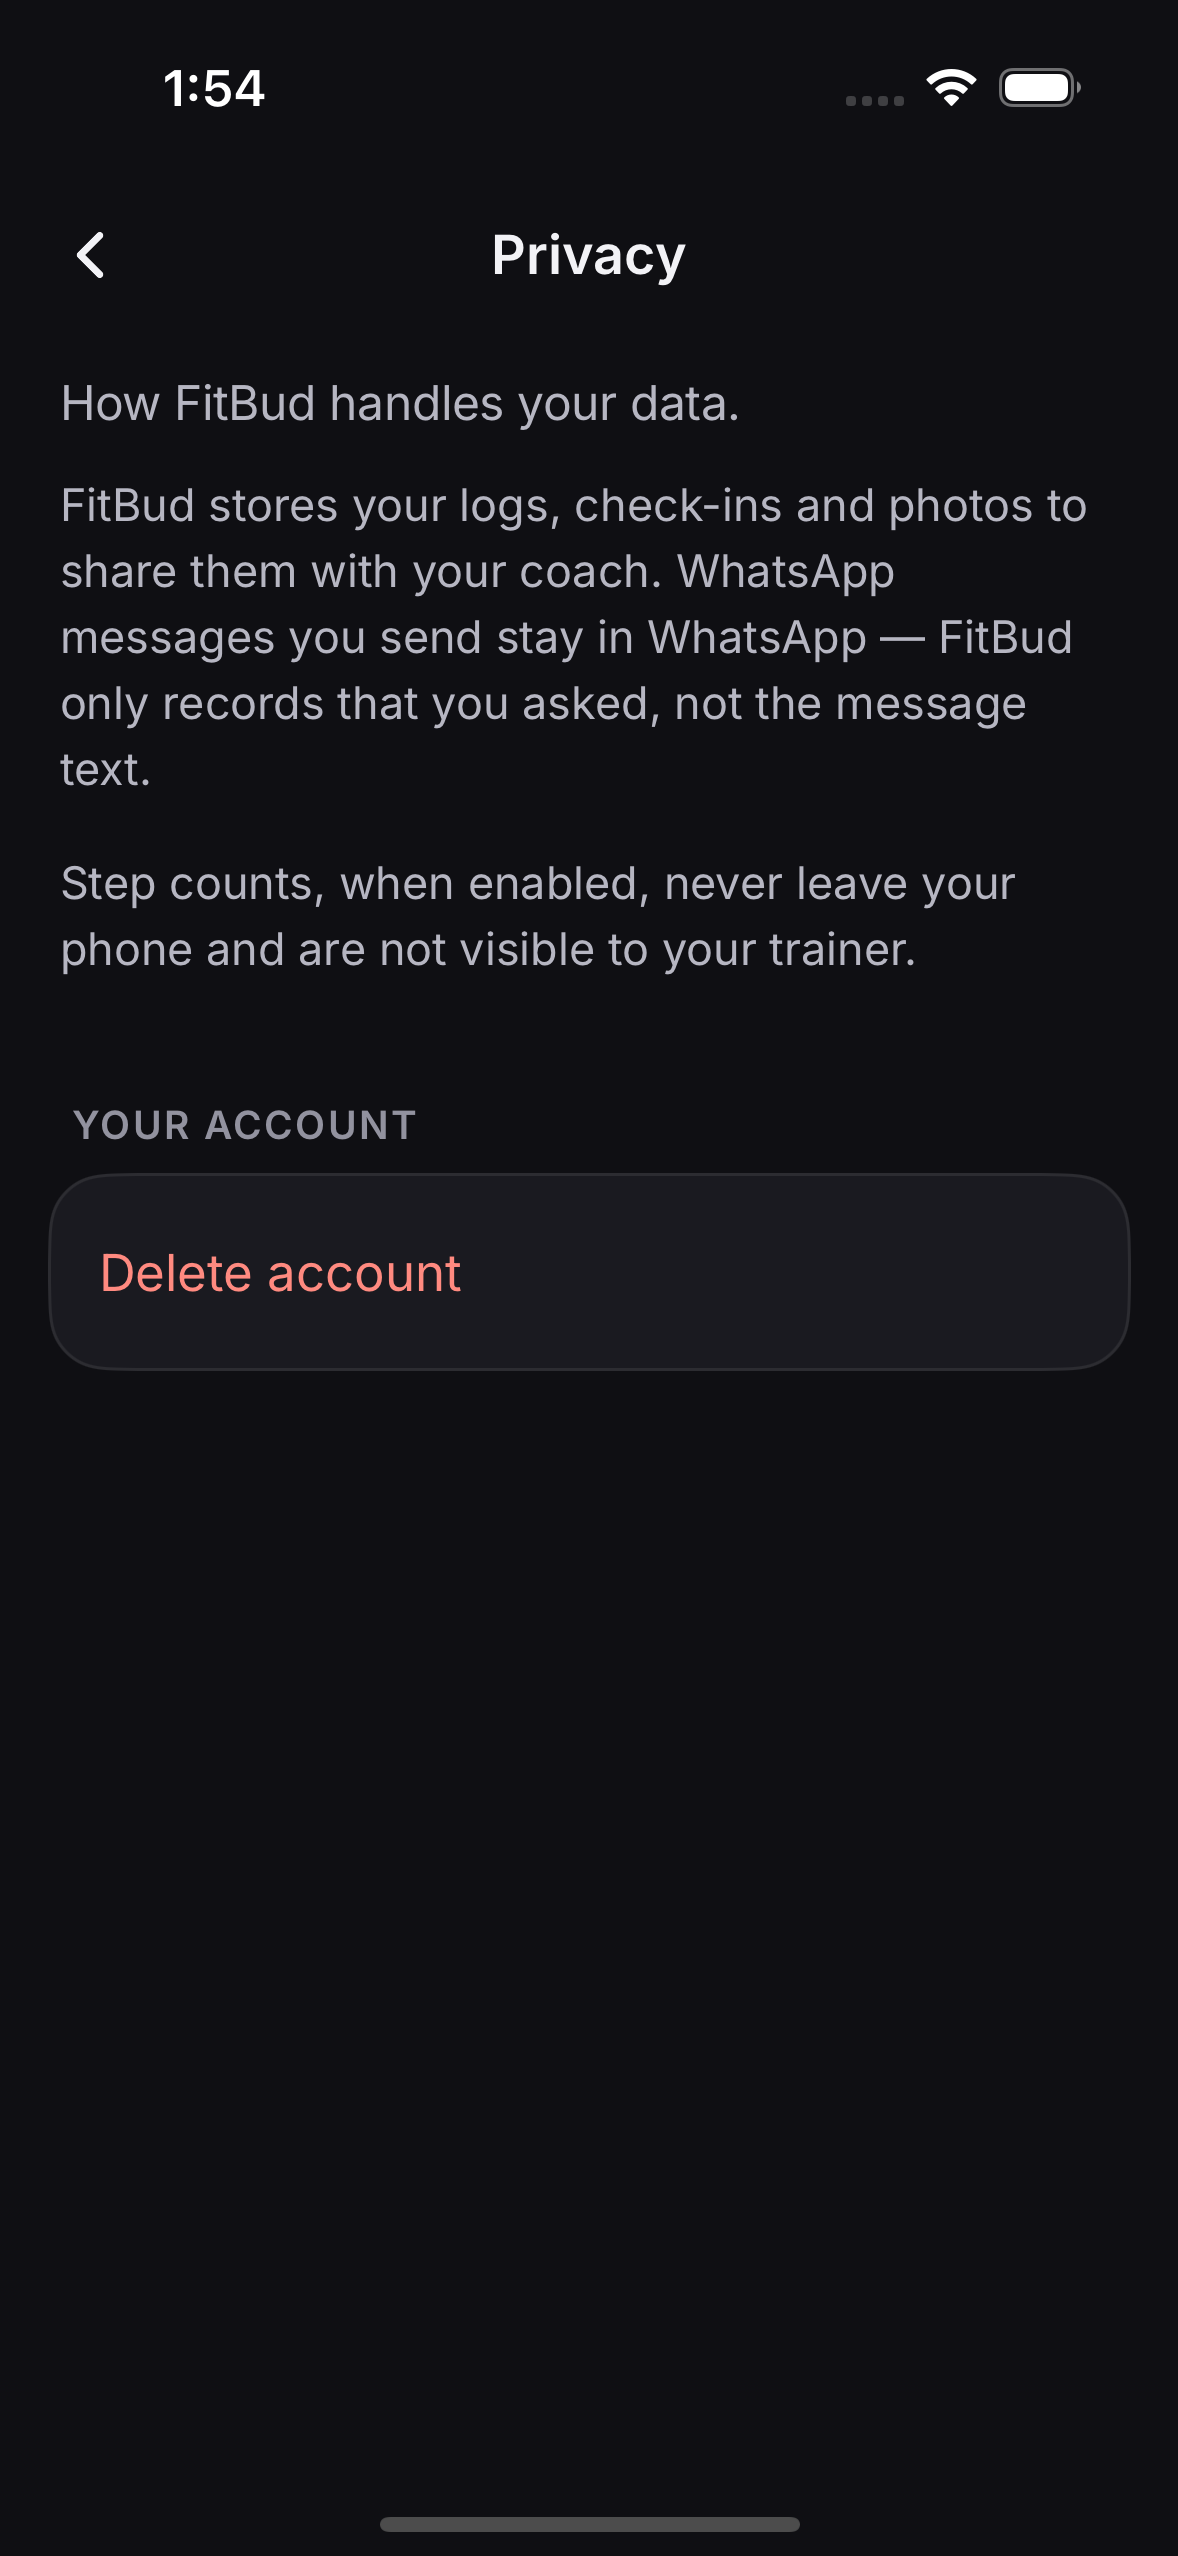 1:54
Privacy
How FitBud handles your data.
FitBud stores your logs, check-ins and photos to
share them with your coach. WhatsApp
messages you send stay in WhatsApp — FitBud
only records that you asked, not the message
text.
Step counts, when enabled, never leave your
phone and are not visible to your trainer.
YOUR ACCOUNT
Delete account